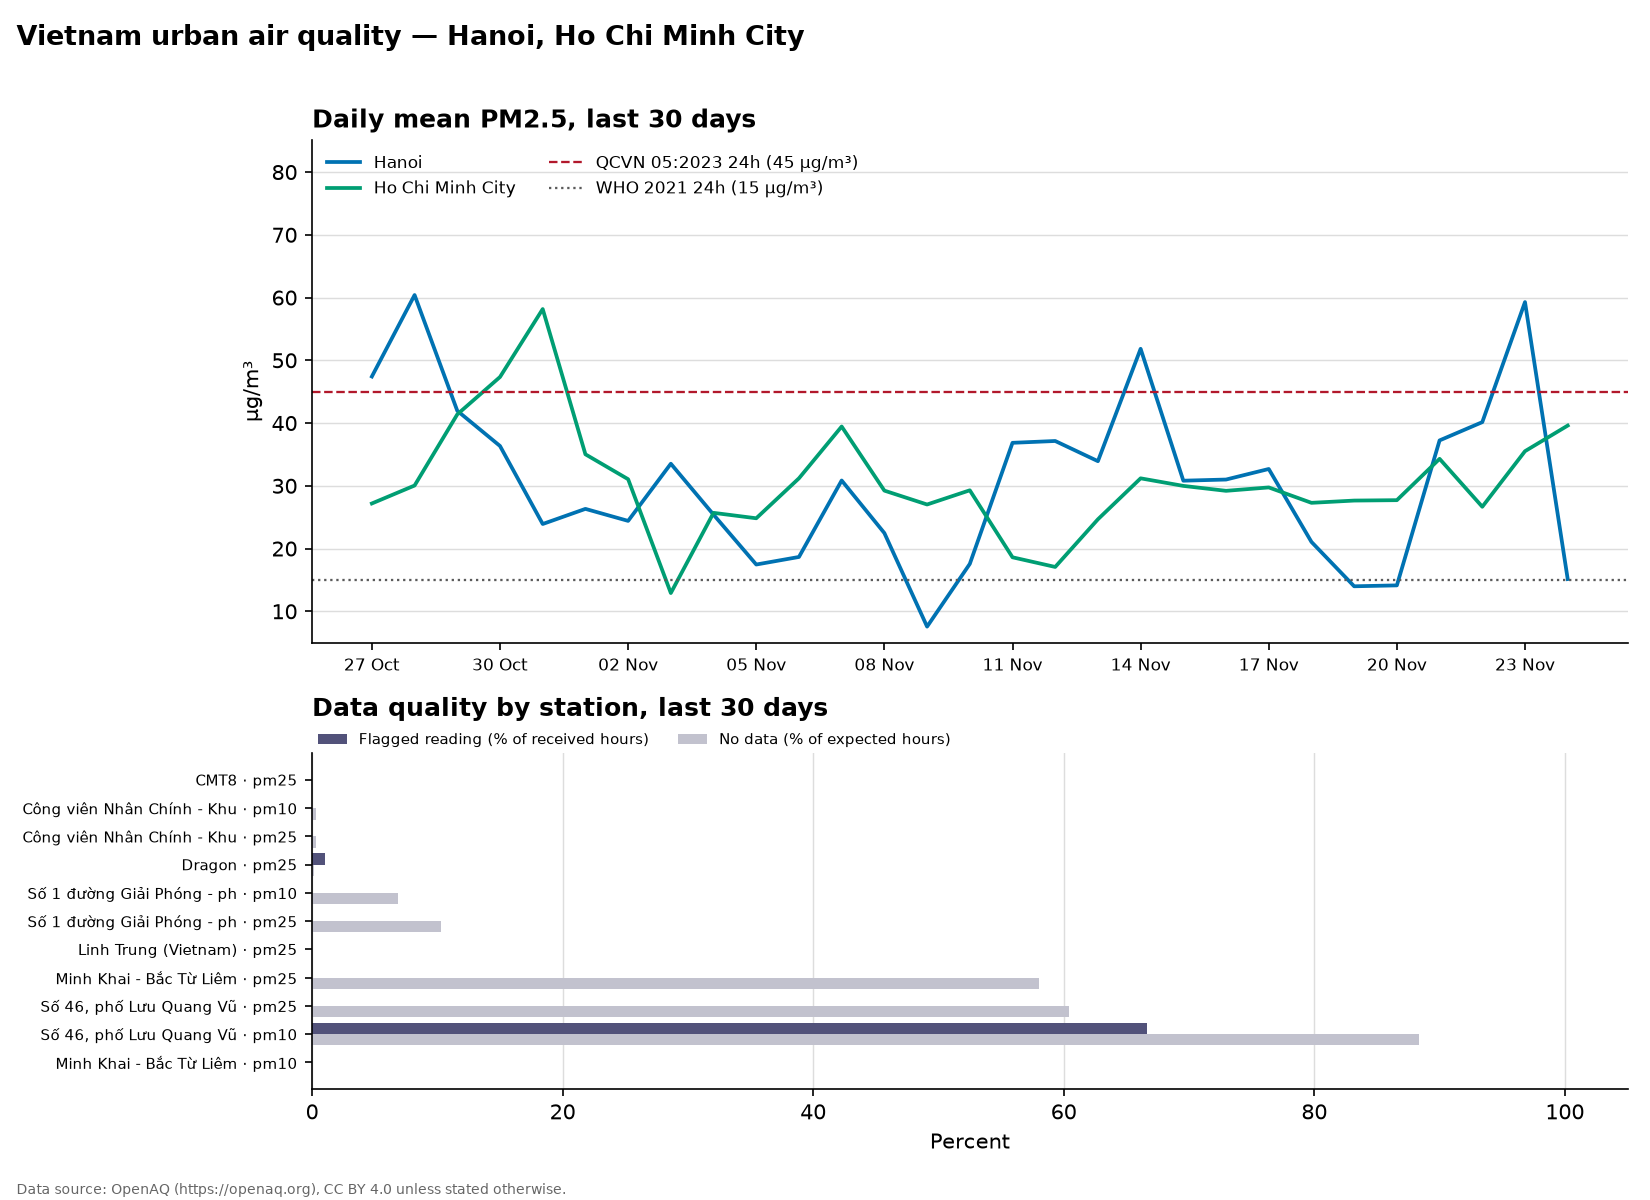 Vietnam urban air quality — Hanoi, Ho Chi Minh City
Daily mean PM2.5, last 30 days
Hanoi
Ho Chi Minh City
QCVN 05:2023 24h (45 µg/m³)
WHO 2021 24h (15 µg/m³)
µg/m³
80
70
60
50
40
30
20
10
27 Oct 30 Oct 02 Nov 05 Nov 08 Nov 11 Nov 14 Nov 17 Nov 20 Nov 23 Nov
Data quality by station, last 30 days
Flagged reading (% of received hours) No data (% of expected hours)
CMT8 · pm25
Công viên Nhân Chính - Khu · pm10
Công viên Nhân Chính - Khu · pm25
Dragon · pm25
Số 1 đường Giải Phóng - ph · pm10
Số 1 đường Giải Phóng - ph · pm25
Linh Trung (Vietnam) · pm25
Minh Khai - Bắc Từ Liêm · pm25
Số 46, phố Lưu Quang Vũ · pm25
Số 46, phố Lưu Quang Vũ · pm10
Minh Khai - Bắc Từ Liêm · pm10
0 20 40 60 80 100
Percent
Data source: OpenAQ (https://openaq.org), CC BY 4.0 unless stated otherwise.